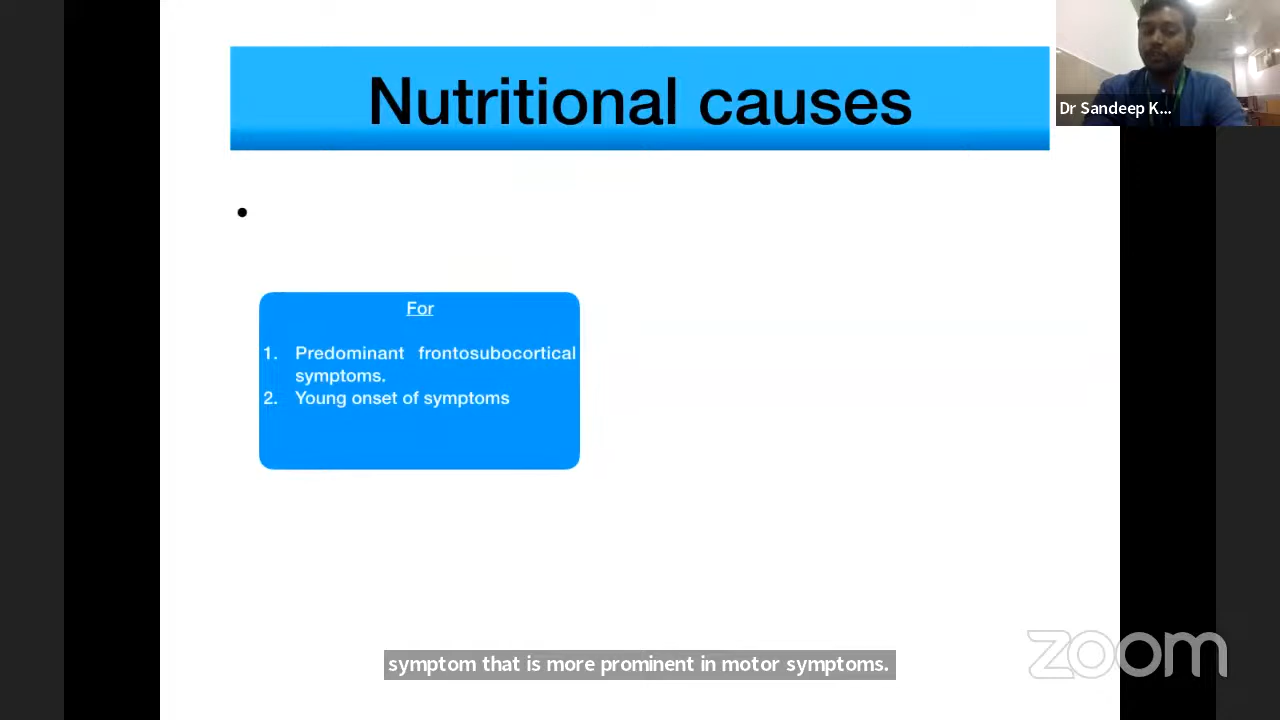 Nutritional causes
Dr Sandeep K...
•
For
1. Predominant frontosubocortical
symptoms.
2. Young onset of symptoms
symptom that is more prominent in motor symptoms.
zoom